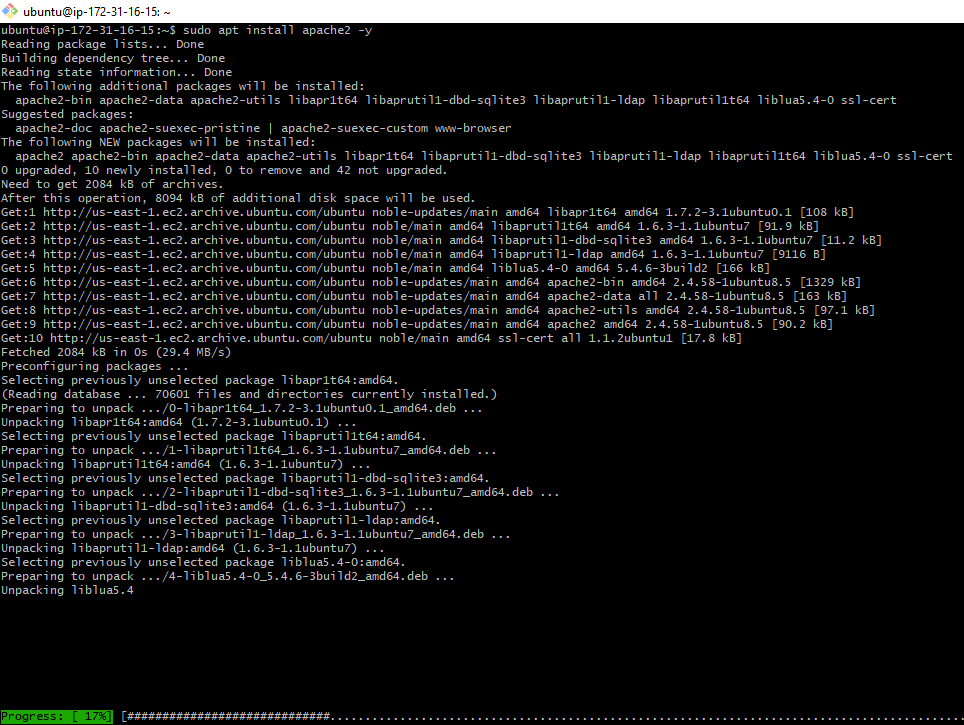 ubuntu@ip-172-31-16-15: ~
ubuntu@ip-172-31-16-15:~$ sudo apt install apache2 -y
Reading package lists... Done
Building dependency tree... Done
Reading state information... Done
The following additional packages will be installed:
  apache2-bin apache2-data apache2-utils libapr1t64 libaprutil1-dbd-sqlite3 libaprutil1-ldap libaprutil1t64 liblua5.4-0 ssl-cert
Suggested packages:
  apache2-doc apache2-suexec-pristine | apache2-suexec-custom www-browser
The following NEW packages will be installed:
  apache2 apache2-bin apache2-data apache2-utils libapr1t64 libaprutil1-dbd-sqlite3 libaprutil1-ldap libaprutil1t64 liblua5.4-0 ssl-cert
0 upgraded, 10 newly installed, 0 to remove and 42 not upgraded.
Need to get 2084 kB of archives.
After this operation, 8094 kB of additional disk space will be used.
Get:1 http://us-east-1.ec2.archive.ubuntu.com/ubuntu noble-updates/main amd64 libapr1t64 amd64 1.7.2-3.1ubuntu0.1 [108 kB]
Get:2 http://us-east-1.ec2.archive.ubuntu.com/ubuntu noble/main amd64 libaprutil1t64 amd64 1.6.3-1.1ubuntu7 [91.9 kB]
Get:3 http://us-east-1.ec2.archive.ubuntu.com/ubuntu noble/main amd64 libaprutil1-dbd-sqlite3 amd64 1.6.3-1.1ubuntu7 [11.2 kB]
Get:4 http://us-east-1.ec2.archive.ubuntu.com/ubuntu noble/main amd64 libaprutil1-ldap amd64 1.6.3-1.1ubuntu7 [9116 B]
Get:5 http://us-east-1.ec2.archive.ubuntu.com/ubuntu noble/main amd64 liblua5.4-0 amd64 5.4.6-3build2 [166 kB]
Get:6 http://us-east-1.ec2.archive.ubuntu.com/ubuntu noble-updates/main amd64 apache2-bin amd64 2.4.58-1ubuntu8.5 [1329 kB]
Get:7 http://us-east-1.ec2.archive.ubuntu.com/ubuntu noble-updates/main amd64 apache2-data all 2.4.58-1ubuntu8.5 [163 kB]
Get:8 http://us-east-1.ec2.archive.ubuntu.com/ubuntu noble-updates/main amd64 apache2-utils amd64 2.4.58-1ubuntu8.5 [97.1 kB]
Get:9 http://us-east-1.ec2.archive.ubuntu.com/ubuntu noble-updates/main amd64 apache2 amd64 2.4.58-1ubuntu8.5 [90.2 kB]
Get:10 http://us-east-1.ec2.archive.ubuntu.com/ubuntu noble/main amd64 ssl-cert all 1.1.2ubuntu1 [17.8 kB]
Fetched 2084 kB in 0s (29.4 MB/s)
Preconfiguring packages ...
Selecting previously unselected package libapr1t64:amd64.
(Reading database ... 70601 files and directories currently installed.)
Preparing to unpack .../0-libapr1t64_1.7.2-3.1ubuntu0.1_amd64.deb ...
Unpacking libapr1t64:amd64 (1.7.2-3.1ubuntu0.1) ...
Selecting previously unselected package libaprutil1t64:amd64.
Preparing to unpack .../1-libaprutil1t64_1.6.3-1.1ubuntu7_amd64.deb ...
Unpacking libaprutil1t64:amd64 (1.6.3-1.1ubuntu7) ...
Selecting previously unselected package libaprutil1-dbd-sqlite3:amd64.
Preparing to unpack .../2-libaprutil1-dbd-sqlite3_1.6.3-1.1ubuntu7_amd64.deb ...
Unpacking libaprutil1-dbd-sqlite3:amd64 (1.6.3-1.1ubuntu7) ...
Selecting previously unselected package libaprutil1-ldap:amd64.
Preparing to unpack .../3-libaprutil1-ldap_1.6.3-1.1ubuntu7_amd64.deb ...
Unpacking libaprutil1-ldap:amd64 (1.6.3-1.1ubuntu7) ...
Selecting previously unselected package liblua5.4-0:amd64.
Preparing to unpack .../4-liblua5.4-0_5.4.6-3build2_amd64.deb ...
Unpacking liblua5.4
Progress: [ 17%] [#############################..........................................................................................